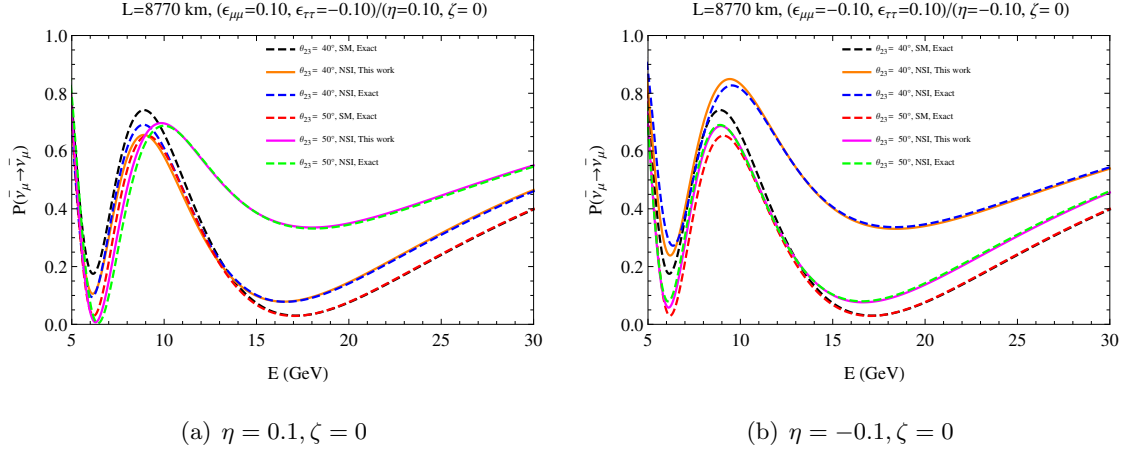 L=8770 km, (ϵμμ=0.10, ϵττ=−0.10)/(η=0.10, ζ= 0)
θ23= 40°, SM, Exact
θ23= 40°, NSI, This work
θ23= 40°, NSI, Exact
θ23= 50°, SM, Exact
θ23= 50°, NSI, This work
θ23= 50°, NSI, Exact
P(ν̄μ→ν̄μ)
1.0
0.8
0.6
0.4
0.2
0.0
5 10 15 20 25 30
E (GeV)
(a) η = 0.1, ζ = 0
L=8770 km, (ϵμμ=−0.10, ϵττ=0.10)/(η=−0.10, ζ= 0)
θ23= 40°, SM, Exact
θ23= 40°, NSI, This work
θ23= 40°, NSI, Exact
θ23= 50°, SM, Exact
θ23= 50°, NSI, This work
θ23= 50°, NSI, Exact
P(ν̄μ→ν̄μ)
1.0
0.8
0.6
0.4
0.2
0.0
5 10 15 20 25 30
E (GeV)
(b) η = −0.1, ζ = 0